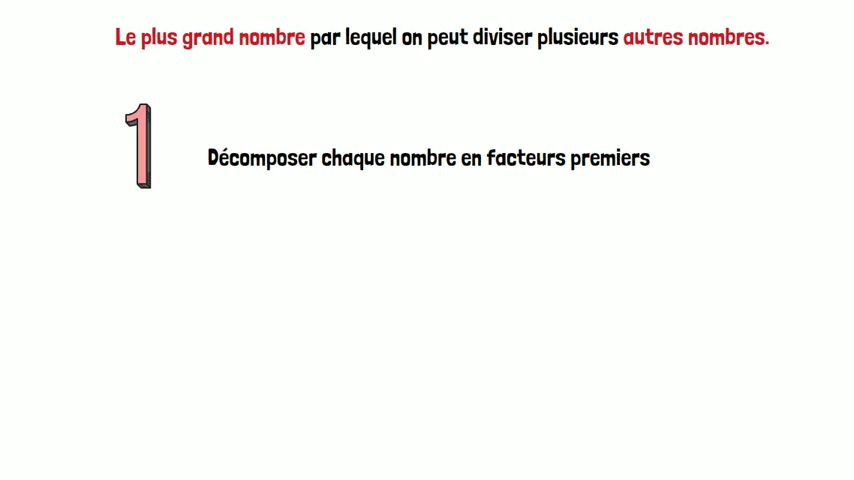 Le plus grand nombre par lequel on peut diviser plusieurs autres nombres.
1
Décomposer chaque nombre en facteurs premiers